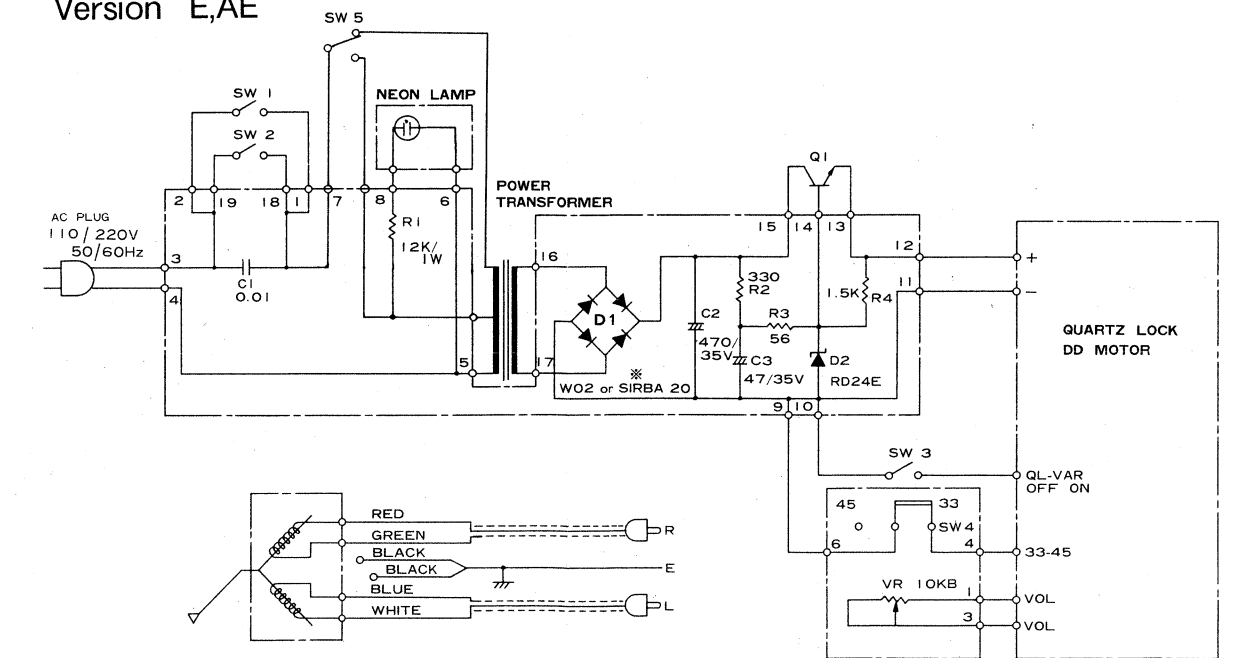 Version E,AE
SW 5
SW 1
NEON LAMP
SW 2
Q1
2
19
18
1
7
8
6
POWER
TRANSFORMER
15
14
13
AC PLUG
110/220V
50/60Hz
R1
12K/
1W
3
16
12
+
C1
0.01
4
330
R2
1.5K
R4
11
−
D1
C2
470/
35V
R3
56
QUARTZ LOCK
DD MOTOR
5
17
C3
47/35V
D2
RD24E
※
W02 or SIRBA 20
9
10
SW 3
QL-VAR
OFF ON
45
33
SW4
6
4
33-45
RED
R
GREEN
BLACK
BLACK
E
BLUE
L
WHITE
VR 10KB
1
VOL
3
VOL